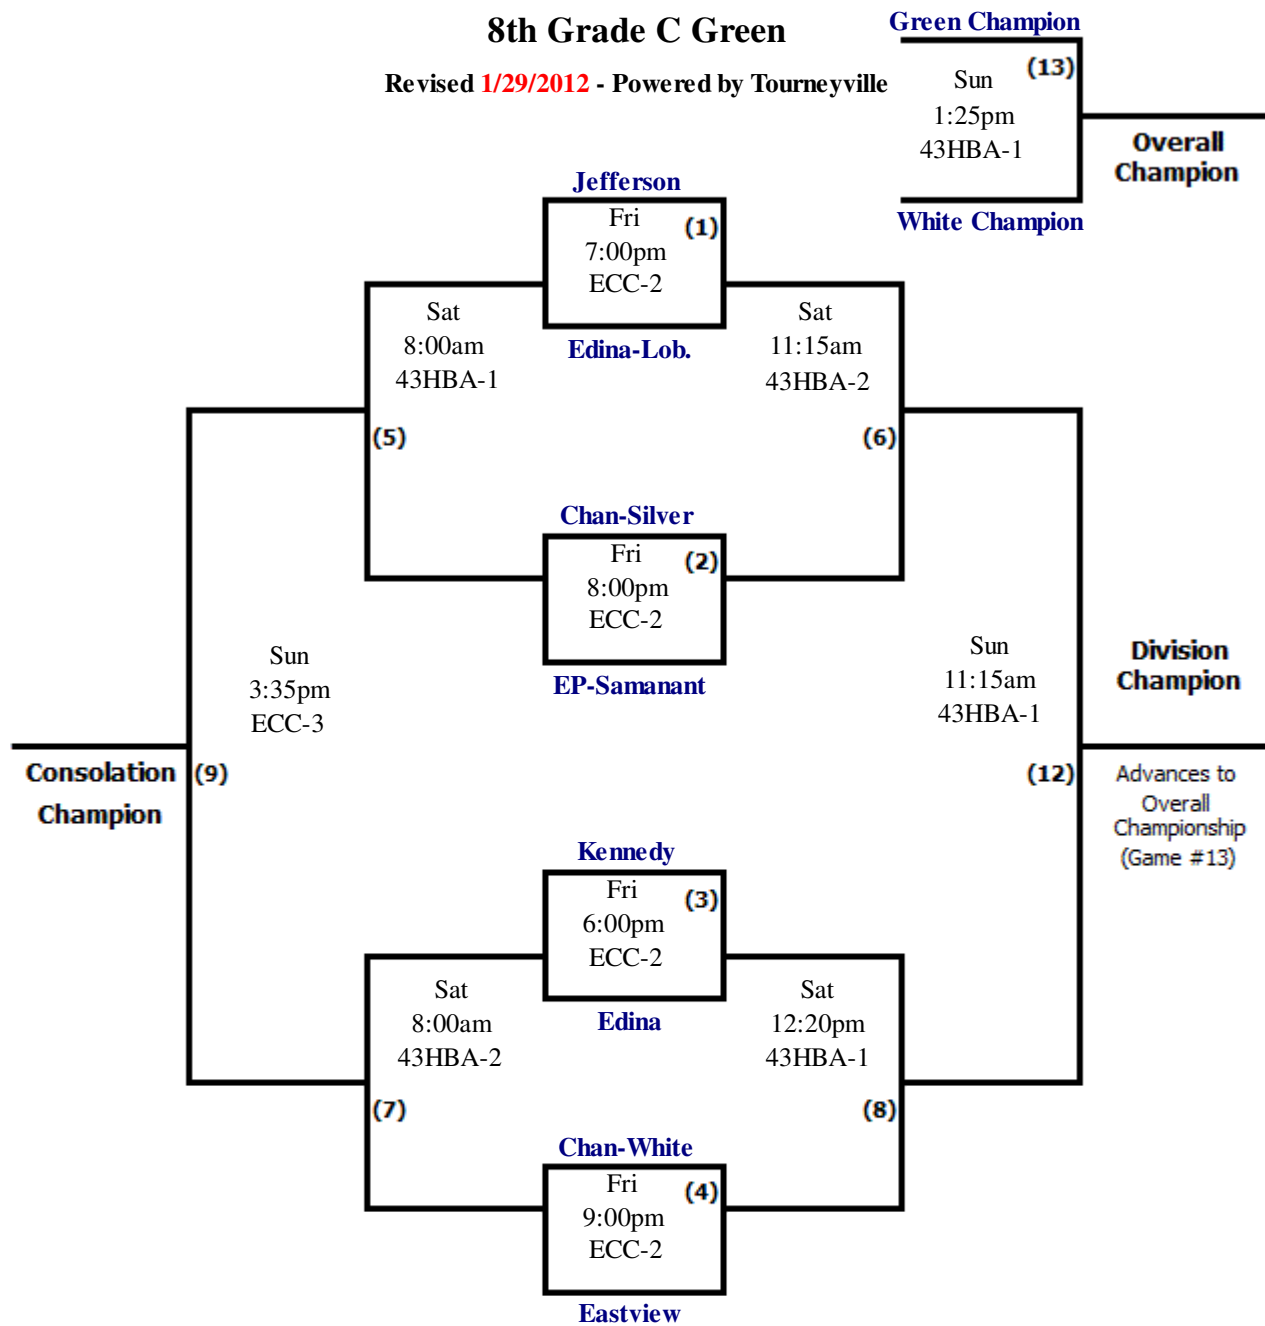 8th Grade C Green
Revised 1/29/2012 - Powered by Tourneyville
Green Champion
Sun
(13)
1:25pm
43HBA-1
White Champion
Overall
Champion
Jefferson
Fri
(1)
7:00pm
ECC-2
Edina-Lob.
Sat
8:00am
43HBA-1
(5)
Sat
11:15am
43HBA-2
(6)
Chan-Silver
Fri
(2)
8:00pm
ECC-2
EP-Samanant
Sun
3:35pm
ECC-3
Consolation
(9)
Champion
Sun
11:15am
43HBA-1
(12)
Division
Champion
Advances to
Overall
Championship
(Game #13)
Kennedy
Fri
(3)
6:00pm
ECC-2
Edina
Sat
8:00am
43HBA-2
(7)
Sat
12:20pm
43HBA-1
(8)
Chan-White
Fri
(4)
9:00pm
ECC-2
Eastview